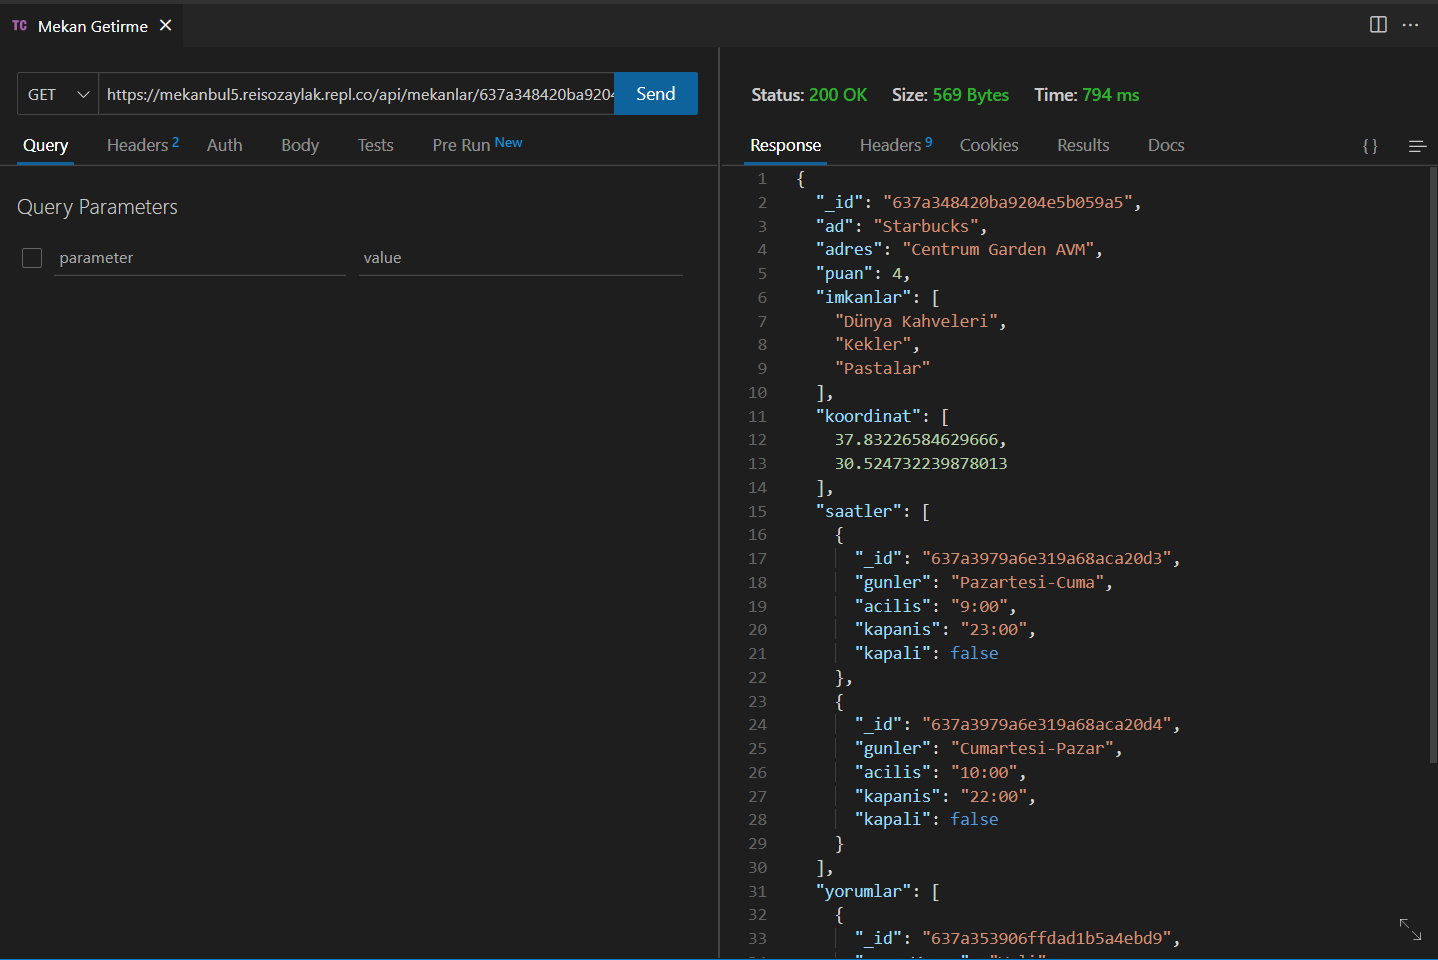 TC Mekan Getirme
GET https://mekanbul5.reisozaylak.repl.co/api/mekanlar/637a348420ba9204 Send
Query Headers 2 Auth Body Tests Pre Run New
Query Parameters
parameter value
Status: 200 OK Size: 569 Bytes Time: 794 ms
Response Headers 9 Cookies Results Docs {}
1 {
2 "_id": "637a348420ba9204e5b059a5",
3 "ad": "Starbucks",
4 "adres": "Centrum Garden AVM",
5 "puan": 4,
6 "imkanlar": [
7 "Dünya Kahveleri",
8 "Kekler",
9 "Pastalar"
10 ],
11 "koordinat": [
12 37.83226584629666,
13 30.524732239878013
14 ],
15 "saatler": [
16 {
17 "_id": "637a3979a6e319a68aca20d3",
18 "gunler": "Pazartesi-Cuma",
19 "acilis": "9:00",
20 "kapanis": "23:00",
21 "kapali": false
22 },
23 {
24 "_id": "637a3979a6e319a68aca20d4",
25 "gunler": "Cumartesi-Pazar",
26 "acilis": "10:00",
27 "kapanis": "22:00",
28 "kapali": false
29 }
30 ],
31 "yorumlar": [
32 {
33 "_id": "637a353906ffdad1b5a4ebd9",